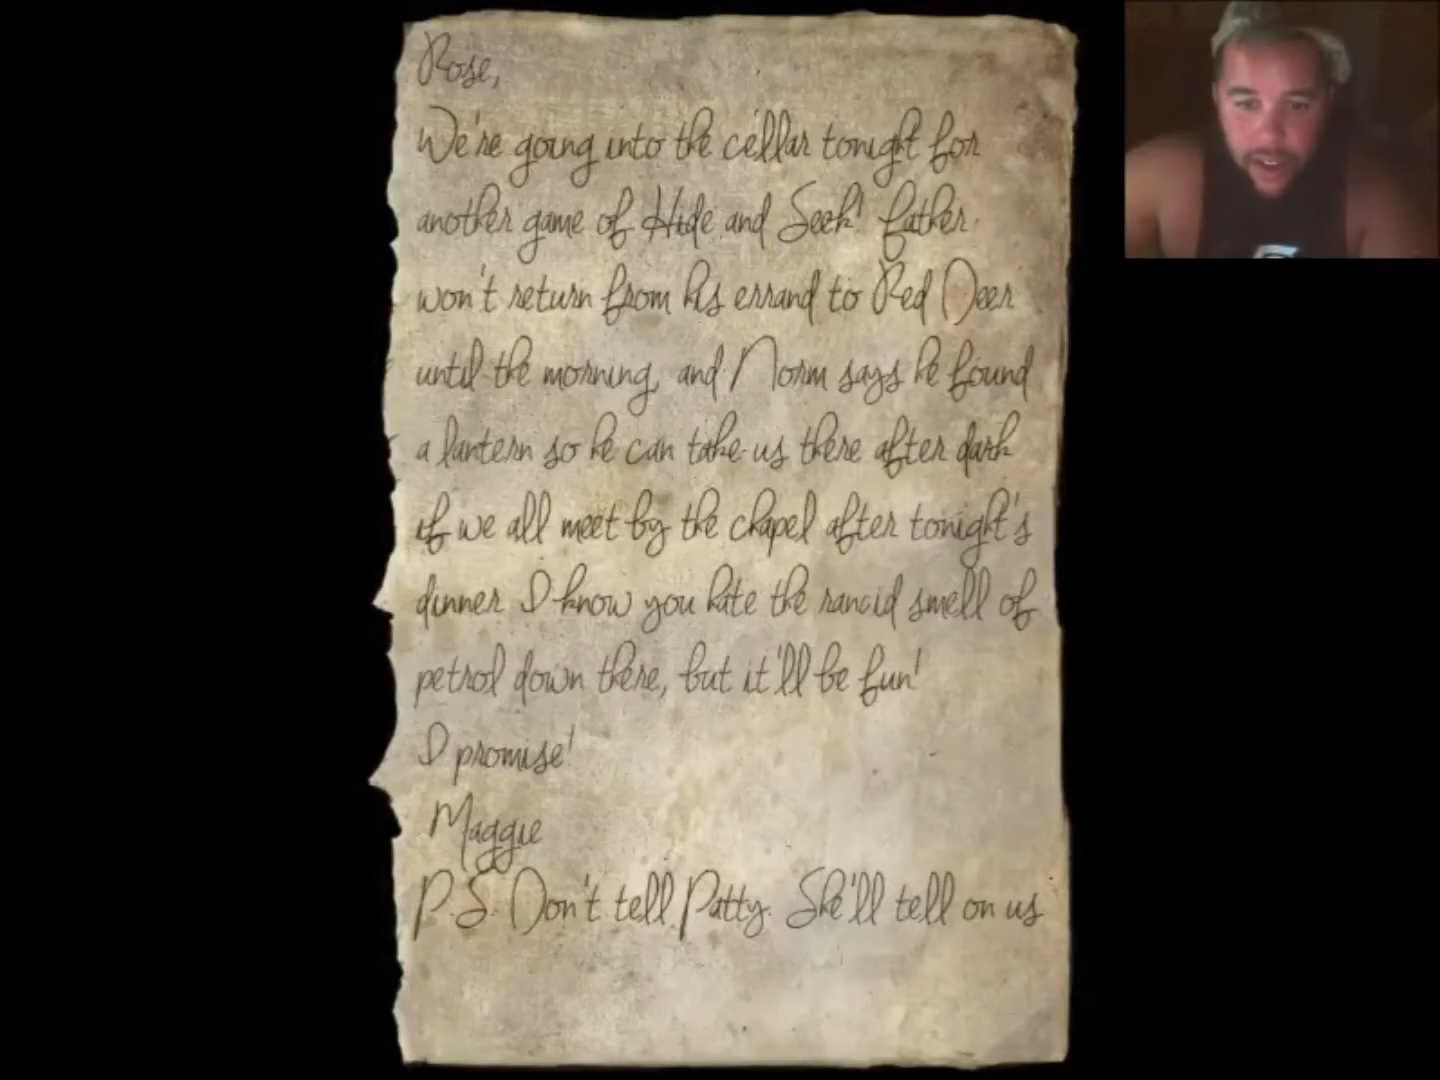 Rose,
We're going into the cellar tonight for
another game of Hide and Seek! Father
won't return from his errand to Red Deer
until the morning, and Norm says he found
a lantern so he can take us there after dark
if we all meet by the chapel after tonight's
dinner. I know you hate the rancid smell of
petrol down there, but it'll be fun!
I promise!
Maggie
P.S. Don't tell Patty. She'll tell on us